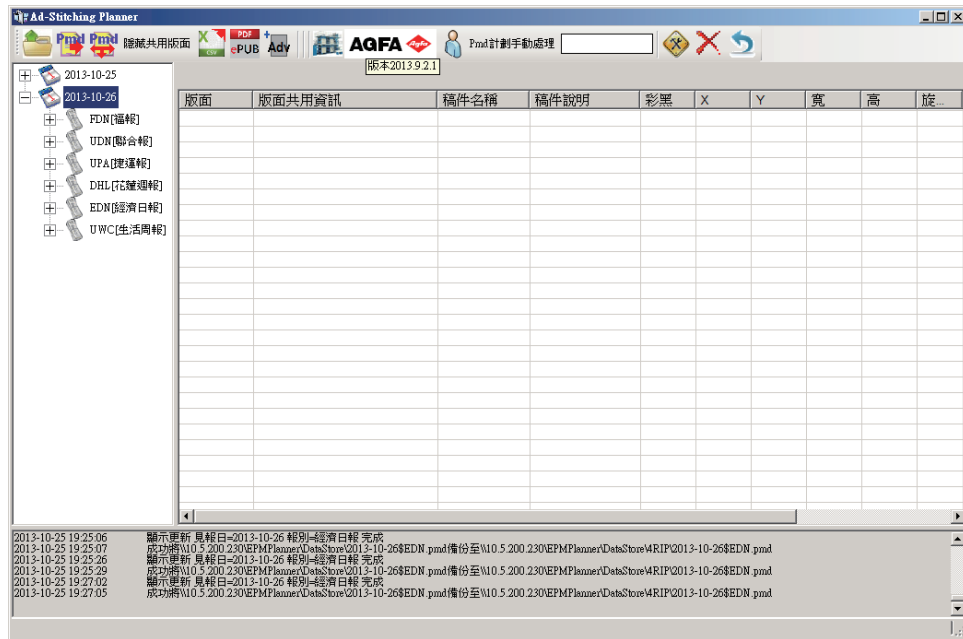 Ad-Stitching Planner
Pmd Pmd 隱藏共用版面 X CSV PDF ePUB + Adv AGFA Agfa Pmd計劃手動處理
版本2013.9.2.1
2013-10-25
2013-10-26
FDN[福報]
UDN[聯合報]
UPA[捷運報]
DHL[花蓮週報]
EDN[經濟日報]
UWC[生活周報]
版面 版面共用資訊 稿件名稱 稿件說明 彩黑 X Y 寬 高 旋...
2013-10-25 19:25:06 顯示更新 見報日=2013-10-26 報別=經濟日報 完成
2013-10-25 19:25:07 成功將\\10.5.200.230\EPMPlanner\DataStore\2013-10-26$EDN.pmd備份至\\10.5.200.230\EPMPlanner\DataStore\4RIP\2013-10-26$EDN.pmd
2013-10-25 19:25:26 顯示更新 見報日=2013-10-26 報別=經濟日報 完成
2013-10-25 19:25:29 成功將\\10.5.200.230\EPMPlanner\DataStore\2013-10-26$EDN.pmd備份至\\10.5.200.230\EPMPlanner\DataStore\4RIP\2013-10-26$EDN.pmd
2013-10-25 19:27:02 顯示更新 見報日=2013-10-26 報別=經濟日報 完成
2013-10-25 19:27:05 成功將\\10.5.200.230\EPMPlanner\DataStore\2013-10-26$EDN.pmd備份至\\10.5.200.230\EPMPlanner\DataStore\4RIP\2013-10-26$EDN.pmd